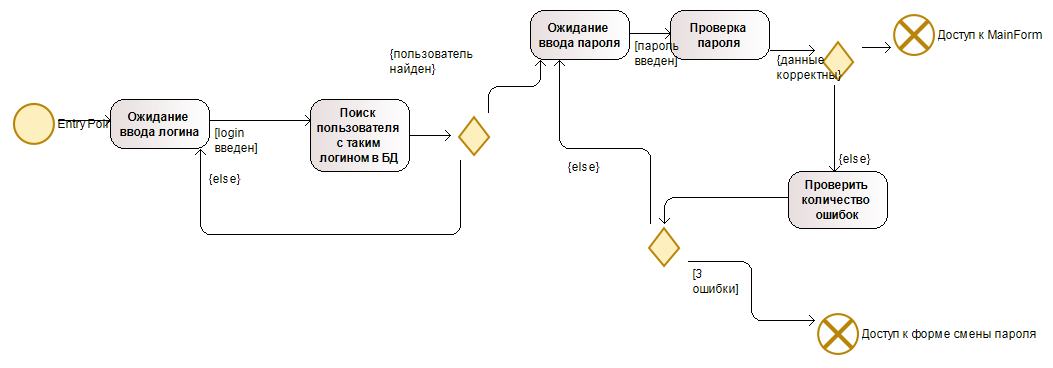 Entry Poi
Ожидание
ввода логина
[login
введен]
{else}
Поиск
пользователя
с таким
логином в БД
{пользователь
найден}
Ожидание
ввода пароля
[пароль
введен]
{else}
Проверка
пароля
{данные
корректны}
Доступ к MainForm
{else}
Проверить
количество
ошибок
[3
ошибки]
Доступ к форме смены пароля